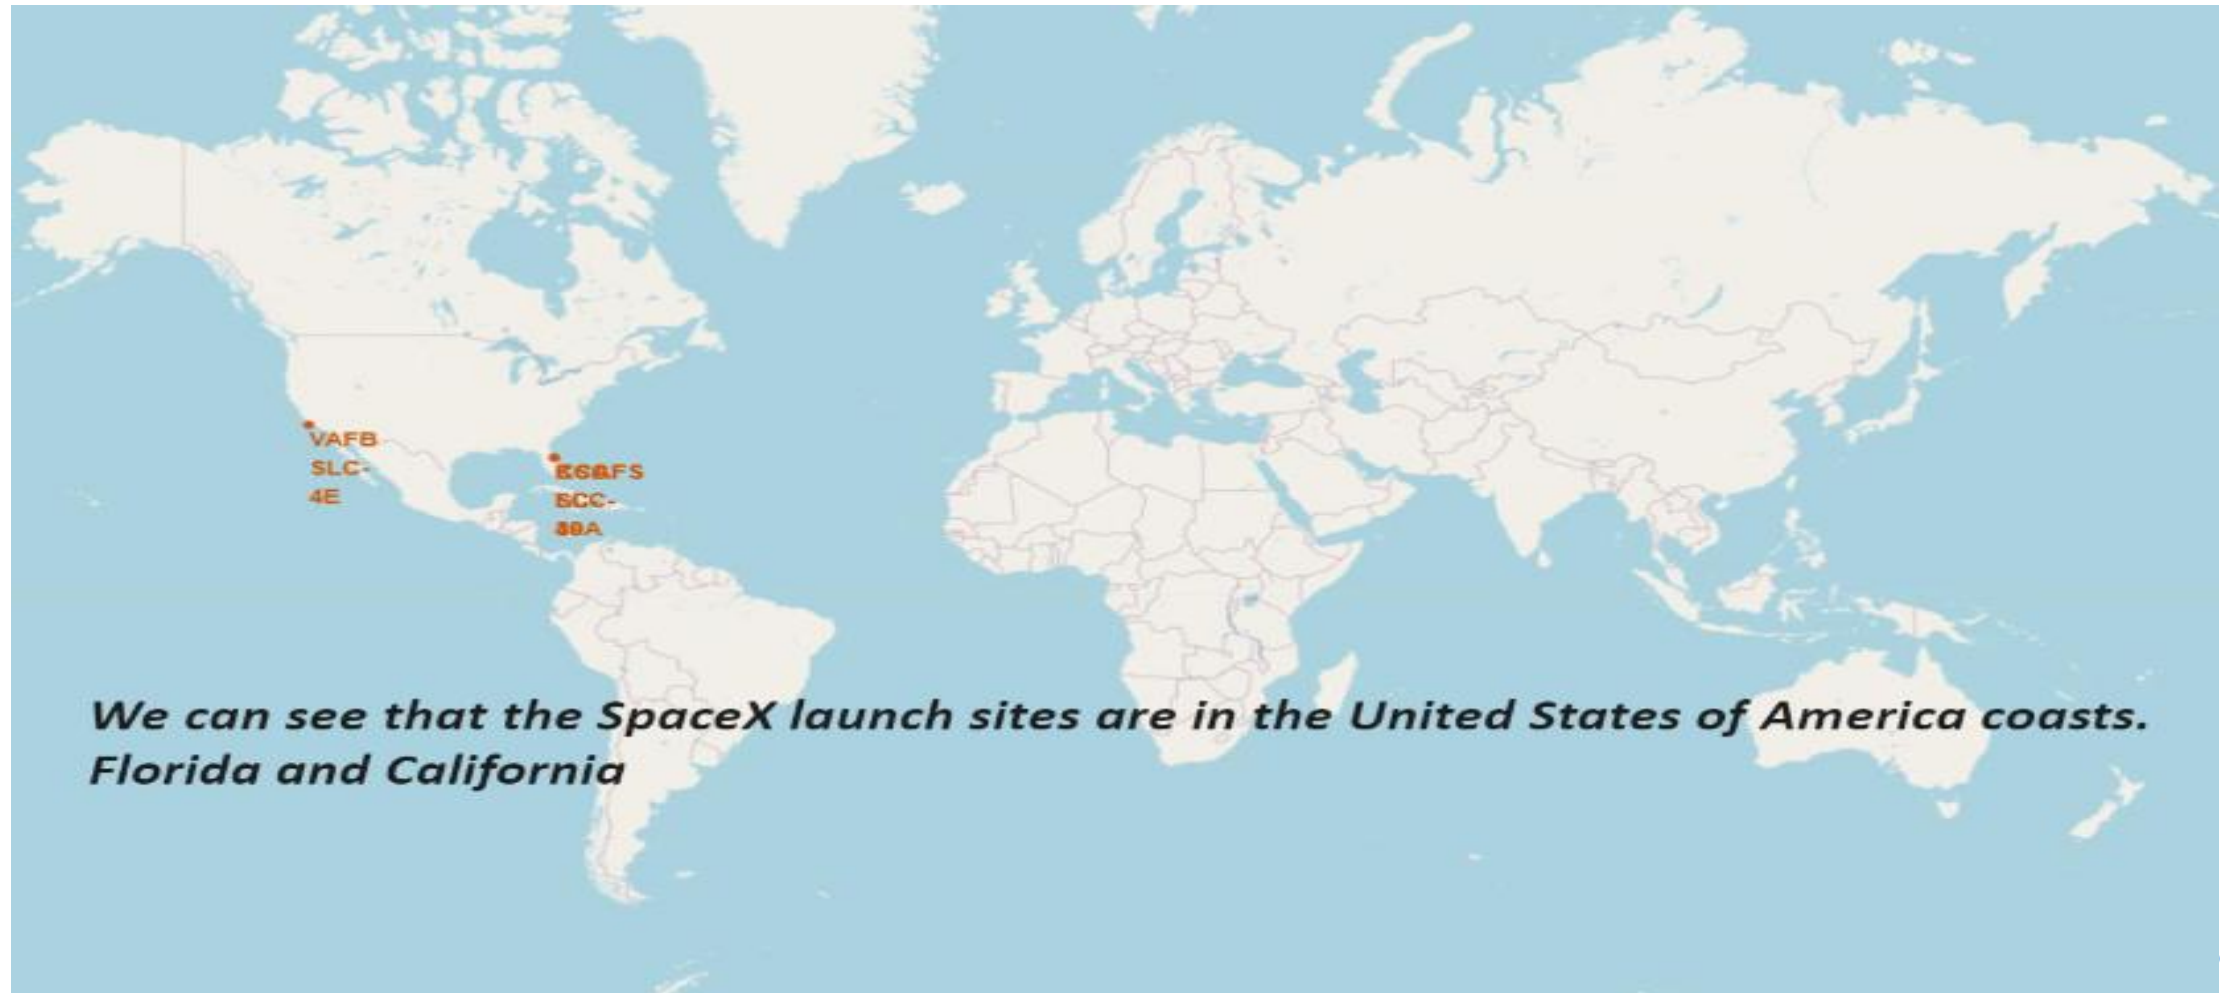 VAFB
SLC-
4E
We can see that the SpaceX launch sites are in the United States of America coasts.
Florida and California